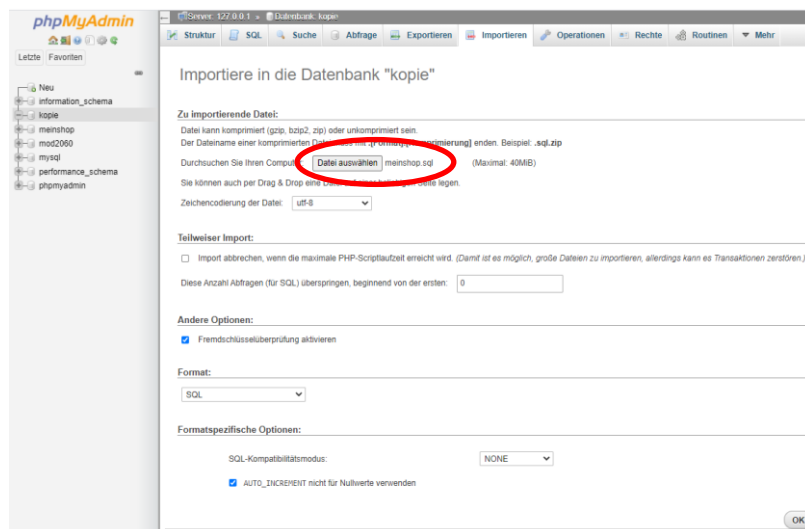 phpMyAdmin
Letzte Favoriten
Neu
information_schema
kopie
meinshop
mod2060
mysql
performance_schema
phpmyadmin
Server: 127.0.0.1 » Datenbank: kopie
Struktur SQL Suche Abfrage Exportieren Importieren Operationen Rechte Routinen Mehr
Importiere in die Datenbank "kopie"
Zu importierende Datei:
Datei kann komprimiert (gzip, bzip2, zip) oder unkomprimiert sein.
Der Dateiname einer komprimierten mit .[Format].[Komprimierung] enden. Beispiel: .sql.zip
Durchsuchen Sie Ihren Computer: Datei auswählen meinshop.sql (Maximal: 40MiB)
Sie können auch per Drag & Drop eine Seite legen.
Zeichencodierung der Datei: utf-8
Teilweiser Import:
Import abbrechen, wenn die maximale PHP-Scriptlaufzeit erreicht wird. (Damit ist es möglich, große Dateien zu importieren, allerdings kann es Transaktionen zerstören.)
Diese Anzahl Abfragen (für SQL) überspringen, beginnend von der ersten: 0
Andere Optionen:
Fremdschlüsselüberprüfung aktivieren
Format:
SQL
Formatspezifische Optionen:
SQL-Kompatibilitätsmodus: NONE
AUTO_INCREMENT nicht für Nullwerte verwenden
OK